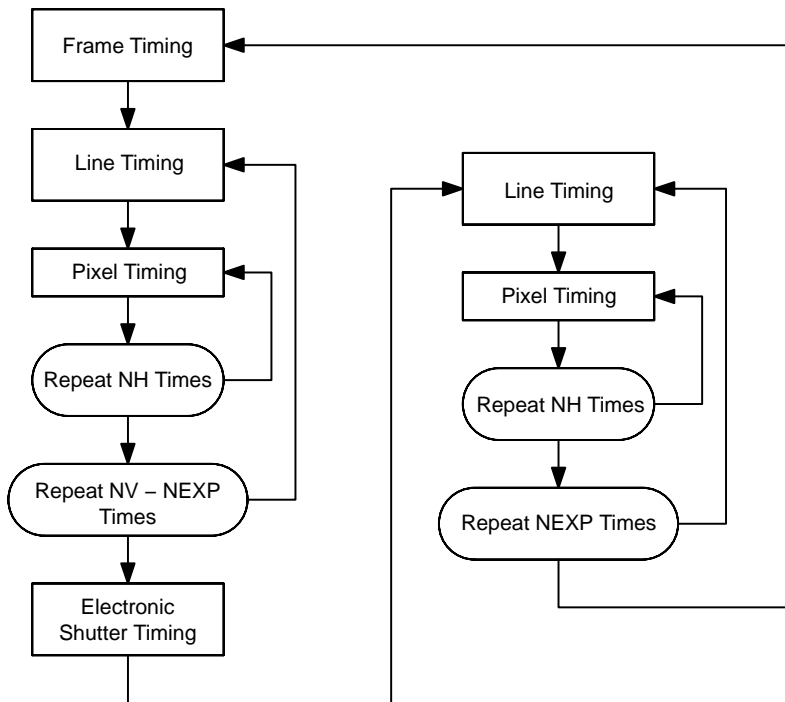 Frame Timing
Line Timing
Pixel Timing
Repeat NH Times
Repeat NV – NEXP
Times
Electronic
Shutter Timing
Line Timing
Pixel Timing
Repeat NH Times
Repeat NEXP Times